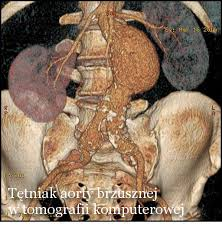 Tętniak aorty brzusznej
w tomografii komputerowej